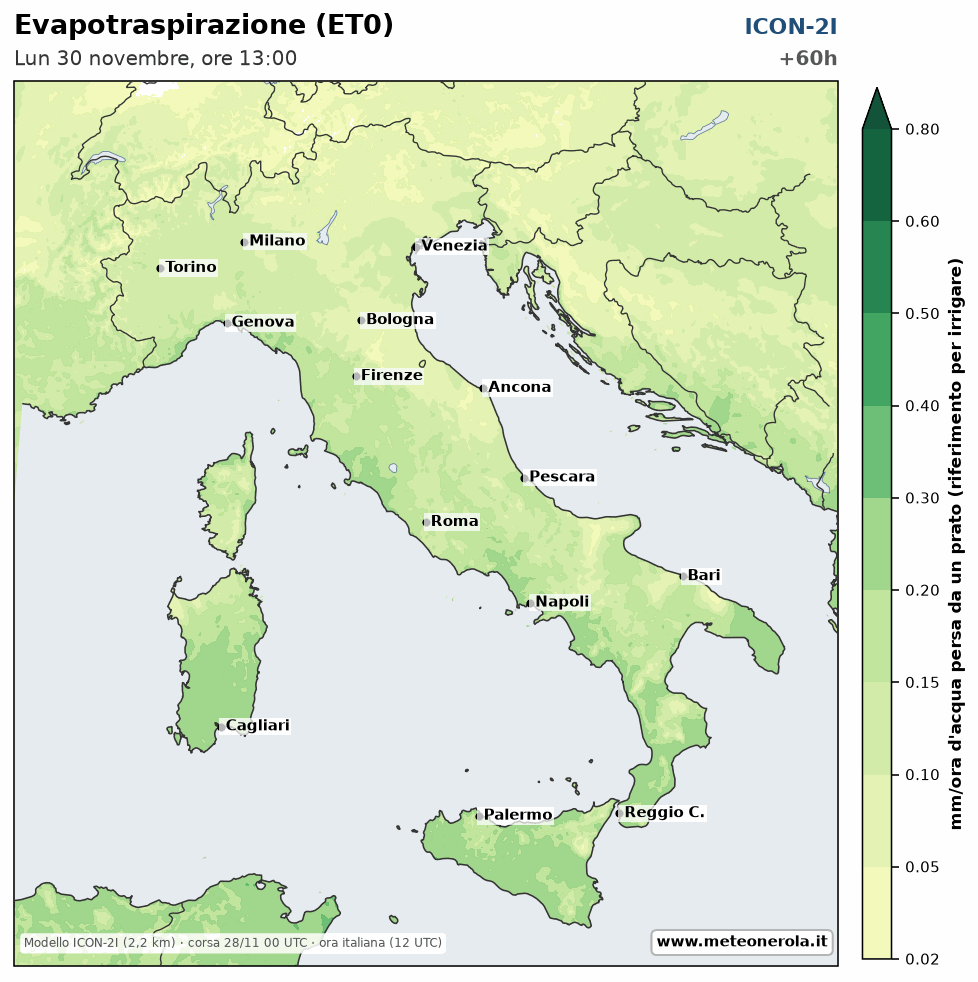 Evapotraspirazione (ET0)
ICON-2I
Lun 30 novembre, ore 13:00
+60h
Milano
Venezia
Torino
Genova
Bologna
Firenze
Ancona
Pescara
Roma
Bari
Napoli
Cagliari
Palermo
Reggio C.
0.80
0.60
0.50
0.40
0.30
0.20
0.15
0.10
0.05
0.02
mm/ora d'acqua persa da un prato (riferimento per irrigare)
Modello ICON-2I (2,2 km) · corsa 28/11 00 UTC · ora italiana (12 UTC)
www.meteonerola.it